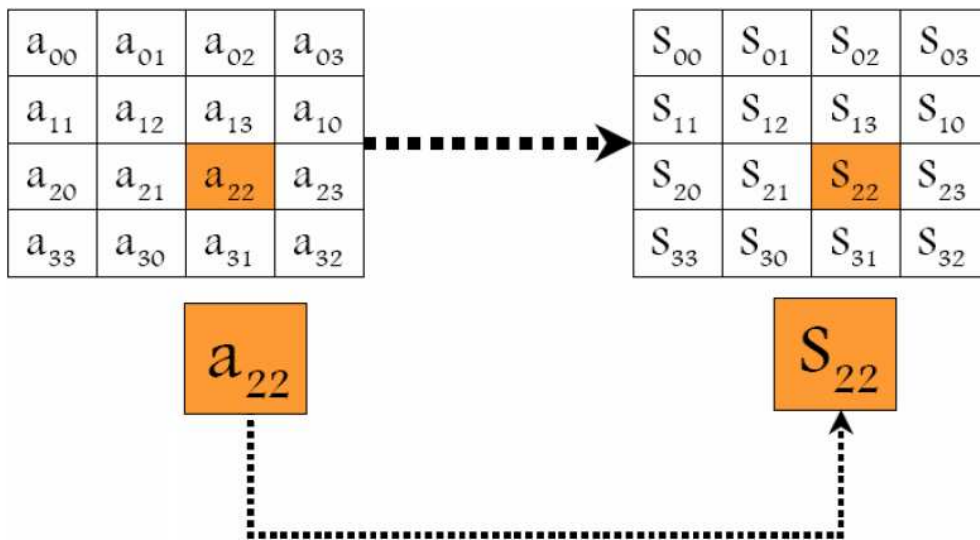 a₀₀ a₀₁ a₀₂ a₀₃ S₀₀ S₀₁ S₀₂ S₀₃
a₁₁ a₁₂ a₁₃ a₁₀ S₁₁ S₁₂ S₁₃ S₁₀
a₂₀ a₂₁ a₂₂ a₂₃ S₂₀ S₂₁ S₂₂ S₂₃
a₃₃ a₃₀ a₃₁ a₃₂ S₃₃ S₃₀ S₃₁ S₃₂
a₂₂ S₂₂